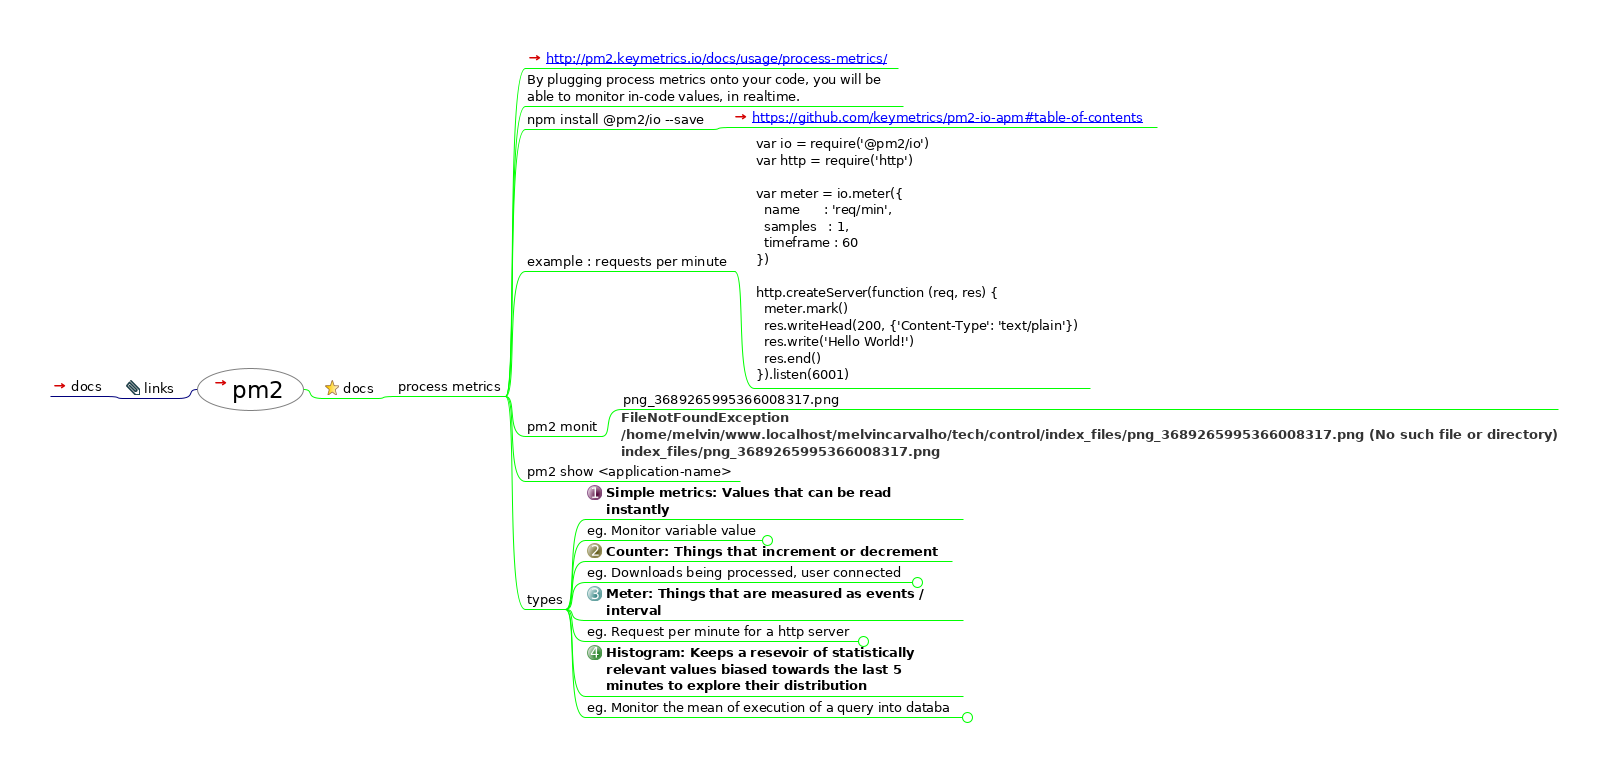 docs
links
pm2
docs
process metrics
http://pm2.keymetrics.io/docs/usage/process-metrics/
By plugging process metrics onto your code, you will be
able to monitor in-code values, in realtime.
npm install @pm2/io --save
https://github.com/keymetrics/pm2-io-apm#table-of-contents
example : requests per minute
var io = require('@pm2/io')
var http = require('http')
var meter = io.meter({
  name      : 'req/min',
  samples   : 1,
  timeframe : 60
})
http.createServer(function (req, res) {
  meter.mark()
  res.writeHead(200, {'Content-Type': 'text/plain'})
  res.write('Hello World!')
  res.end()
}).listen(6001)
pm2 monit
png_3689265995366008317.png
FileNotFoundException
/home/melvin/www.localhost/melvincarvalho/tech/control/index_files/png_3689265995366008317.png (No such file or directory)
index_files/png_3689265995366008317.png
pm2 show <application-name>
types
1 Simple metrics: Values that can be read
instantly
eg. Monitor variable value
2 Counter: Things that increment or decrement
eg. Downloads being processed, user connected
3 Meter: Things that are measured as events /
interval
eg. Request per minute for a http server
4 Histogram: Keeps a resevoir of statistically
relevant values biased towards the last 5
minutes to explore their distribution
eg. Monitor the mean of execution of a query into databa